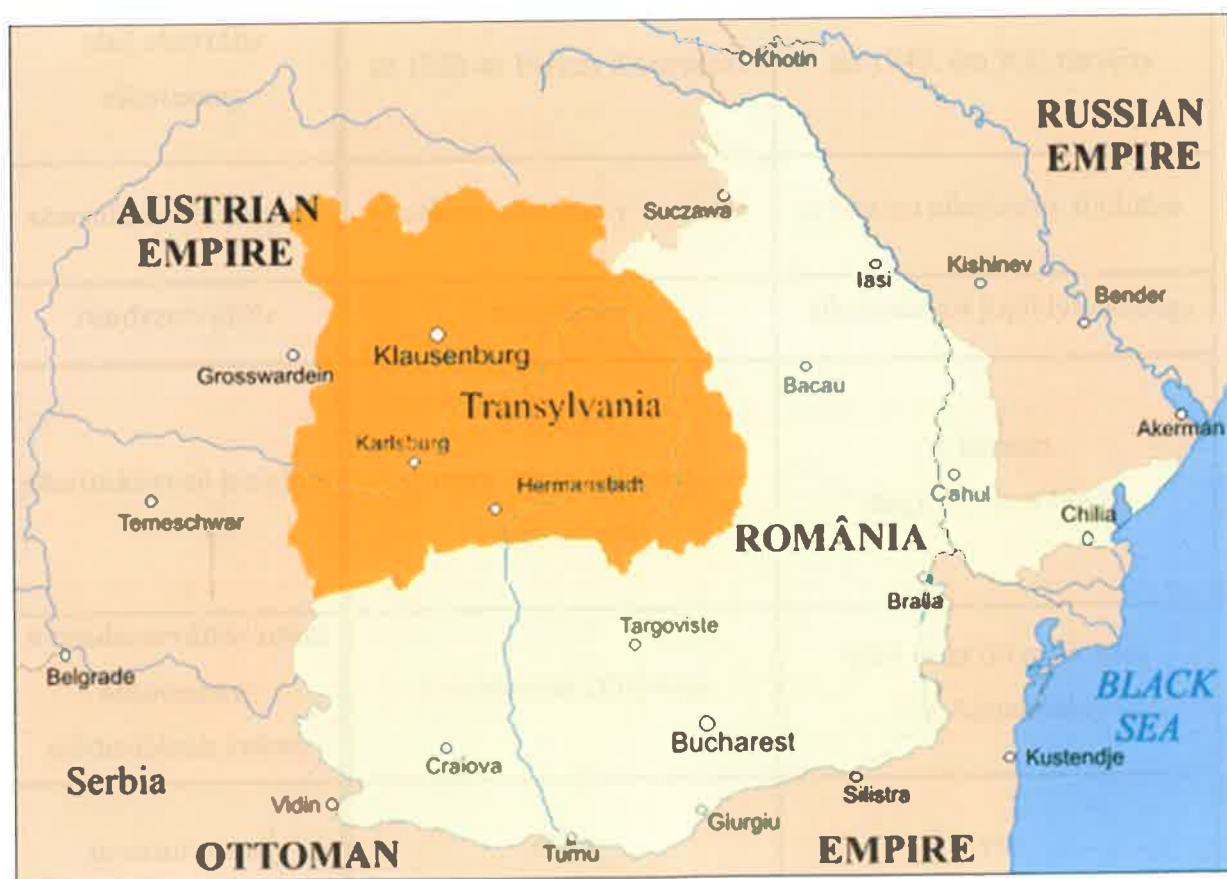 Khotin
RUSSIAN
EMPIRE
AUSTRIAN
EMPIRE
Suczawa
Iasi
Kishinev
Bender
Klausenburg
Grosswardein
Bacau
Transylvania
Akerman
Karlsburg
Cahul
Hermanstadt
Temeschwar
Chilia
ROMÂNIA
Braila
Targoviste
Belgrade
BLACK
SEA
Bucharest
Craiova
Kustendje
Serbia
Silistra
Vidin
Giurgiu
Turnu
OTTOMAN
EMPIRE